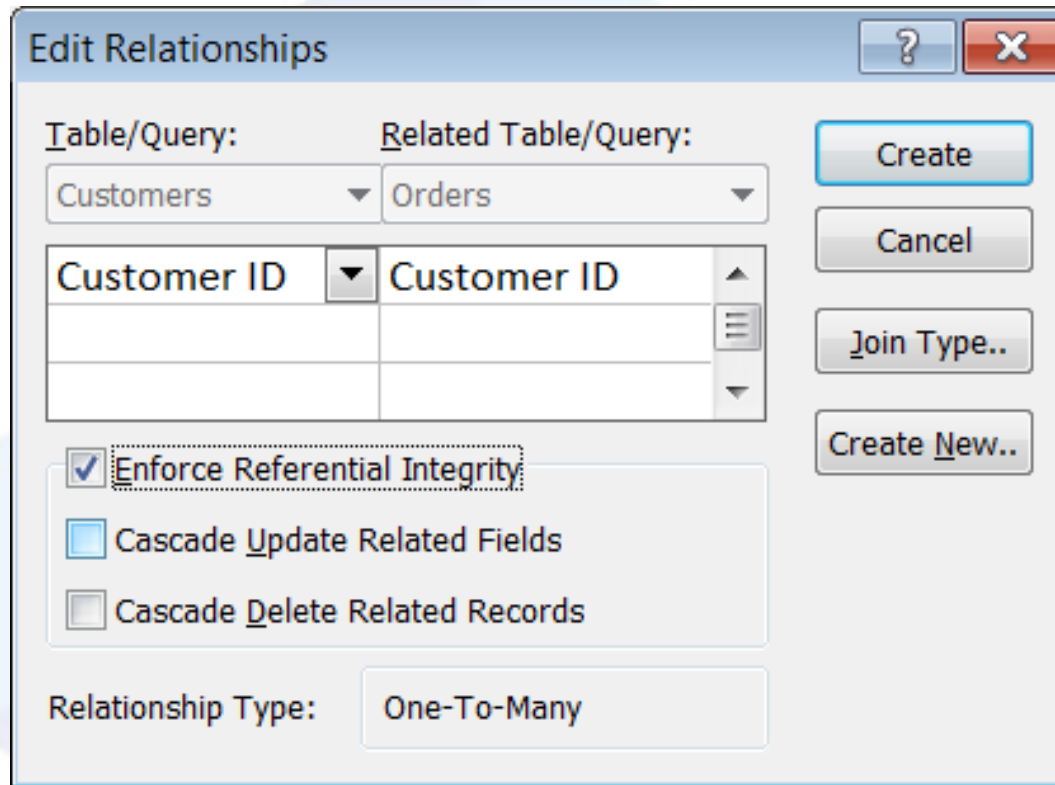 Edit Relationships
Table/Query: Related Table/Query:
Customers Orders
Customer ID Customer ID
Enforce Referential Integrity
Cascade Update Related Fields
Cascade Delete Related Records
Relationship Type: One-To-Many
Create
Cancel
Join Type..
Create New..